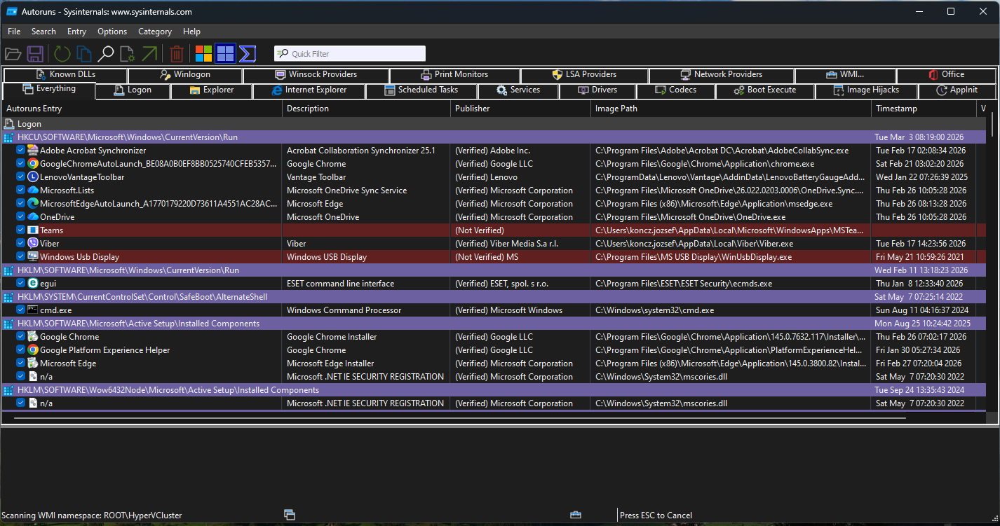 Autoruns - Sysinternals: www.sysinternals.com
File Search Entry Options Category Help
Quick Filter
Known DLLs Winlogon Winsock Providers Print Monitors LSA Providers Network Providers WMI... Office
Everything Logon Explorer Internet Explorer Scheduled Tasks Services Drivers Codecs Boot Execute Image Hijacks AppInit
Autoruns Entry Description Publisher Image Path Timestamp V
Logon
HKCU\SOFTWARE\Microsoft\Windows\CurrentVersion\Run Tue Mar 3 08:19:00 2026
Adobe Acrobat Synchronizer Acrobat Collaboration Synchronizer 25.1 (Verified) Adobe Inc. C:\Program Files\Adobe\Acrobat DC\Acrobat\AdobeCollabSync.exe Tue Feb 17 02:08:34 2026
GoogleChromeAutoLaunch_BE08A0B0EF8BB0525740CFEB5357... Google Chrome (Verified) Google LLC C:\Program Files\Google\Chrome\Application\chrome.exe Sat Feb 21 03:02:20 2026
LenovoVantageToolbar Vantage Toolbar (Verified) Lenovo C:\ProgramData\Lenovo\Vantage\AddinData\LenovoBatteryGaugeAdd... Wed Jan 22 07:26:39 2025
Microsoft.Lists Microsoft OneDrive Sync Service (Verified) Microsoft Corporation C:\Program Files\Microsoft OneDrive\26.022.0203.0006\OneDrive.Sync.... Thu Feb 26 10:05:28 2026
MicrosoftEdgeAutoLaunch_A1770179220D73611A4551AC28AC... Microsoft Edge (Verified) Microsoft Corporation C:\Program Files (x86)\Microsoft\Edge\Application\msedge.exe Thu Feb 26 08:13:28 2026
OneDrive Microsoft OneDrive (Verified) Microsoft Corporation C:\Program Files\Microsoft OneDrive\OneDrive.exe Thu Feb 26 10:05:28 2026
Teams (Not Verified) C:\Users\koncz.jozsef\AppData\Local\Microsoft\WindowsApps\MSTea...
Viber Viber (Verified) Viber Media S.a r.l. C:\Users\koncz.jozsef\AppData\Local\Viber\Viber.exe Tue Feb 17 14:23:56 2026
Windows Usb Display Windows USB Display (Not Verified) MS C:\Program Files\MS USB Display\WinUsbDisplay.exe Fri May 21 10:59:26 2021
HKLM\SOFTWARE\Microsoft\Windows\CurrentVersion\Run Wed Feb 11 13:18:23 2026
egui ESET command line interface (Verified) ESET, spol. s r.o. C:\Program Files\ESET\ESET Security\ecmds.exe Thu Jan 8 12:33:40 2026
HKLM\SYSTEM\CurrentControlSet\Control\SafeBoot\AlternateShell Sat May 7 07:25:14 2022
cmd.exe Windows Command Processor (Verified) Microsoft Windows C:\Windows\system32\cmd.exe Sun Aug 11 04:16:37 2024
HKLM\SOFTWARE\Microsoft\Active Setup\Installed Components Mon Aug 25 10:24:42 2025
Google Chrome Google Chrome Installer (Verified) Google LLC C:\Program Files\Google\Chrome\Application\145.0.7632.117\Installer\... Thu Feb 26 07:02:17 2026
Google Platform Experience Helper Google Chrome (Verified) Google LLC C:\Program Files\Google\Chrome\Application\PlatformExperienceHel... Fri Jan 30 05:27:34 2026
Microsoft Edge Microsoft Edge Installer (Verified) Microsoft Corporation C:\Program Files (x86)\Microsoft\Edge\Application\145.0.3800.82\Instal... Fri Feb 27 07:20:04 2026
n/a Microsoft .NET IE SECURITY REGISTRATION (Verified) Microsoft Corporation C:\Windows\System32\mscories.dll Sat May 7 07:20:30 2022
HKLM\SOFTWARE\Wow6432Node\Microsoft\Active Setup\Installed Components Tue Sep 24 13:35:43 2024
n/a Microsoft .NET IE SECURITY REGISTRATION (Verified) Microsoft Corporation C:\Windows\System32\mscories.dll Sat May 7 07:20:30 2022
Scanning WMI namespace: ROOT\HyperVCluster Press ESC to Cancel